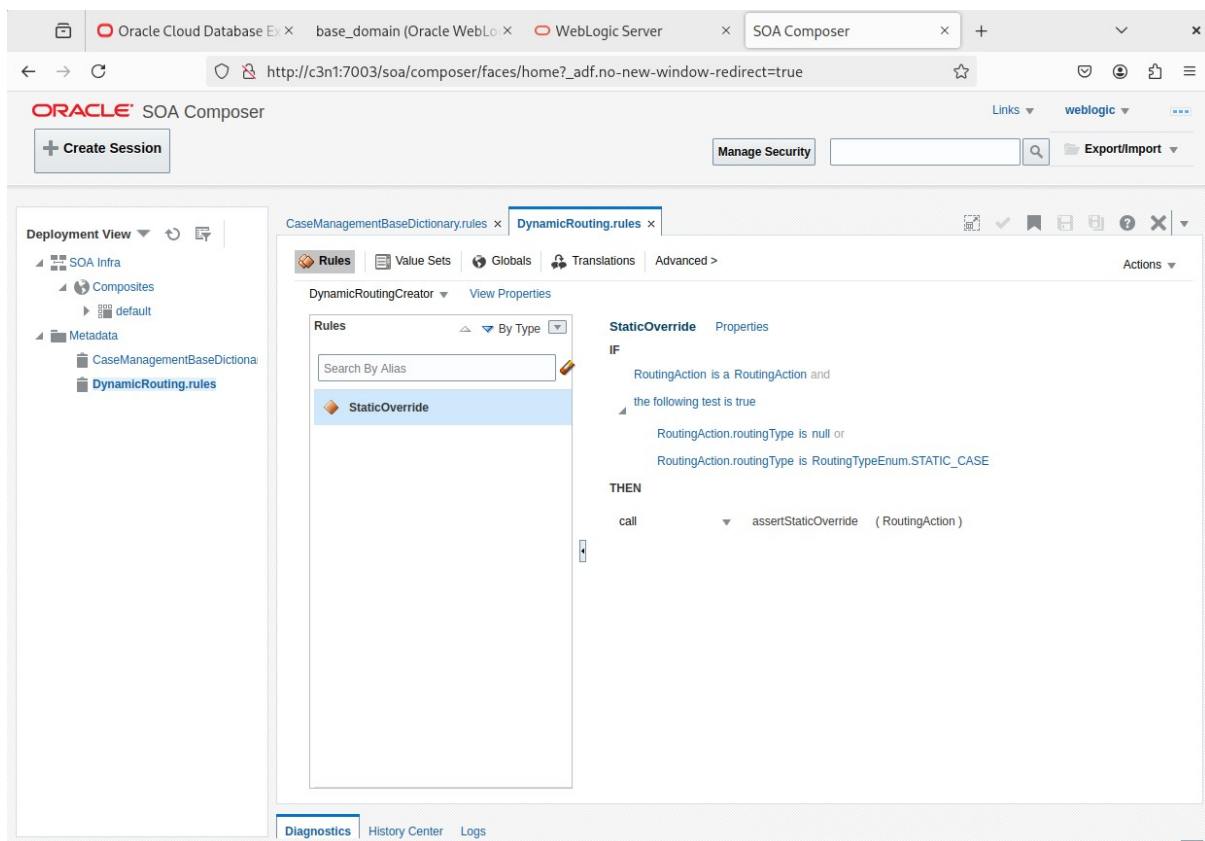 Oracle Cloud Database Ex
base_domain (Oracle WebLo
WebLogic Server
SOA Composer
http://c3n1:7003/soa/composer/faces/home?_adf.no-new-window-redirect=true
ORACLE SOA Composer
Links
weblogic
Create Session
Manage Security
Export/Import
Deployment View
SOA Infra
Composites
default
Metadata
CaseManagementBaseDictionar
DynamicRouting.rules
CaseManagementBaseDictionary.rules
DynamicRouting.rules
Rules
Value Sets
Globals
Translations
Advanced >
Actions
DynamicRoutingCreator
View Properties
Rules
By Type
Search By Alias
StaticOverride
StaticOverride Properties
IF
RoutingAction is a RoutingAction and
the following test is true
RoutingAction.routingType is null or
RoutingAction.routingType is RoutingTypeEnum.STATIC_CASE
THEN
call assertStaticOverride ( RoutingAction )
Diagnostics
History Center
Logs